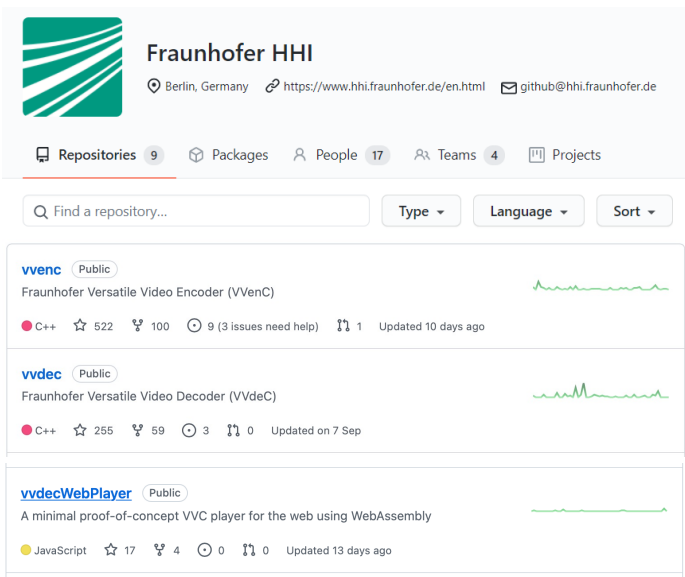 Fraunhofer HHI
Berlin, Germany https://www.hhi.fraunhofer.de/en.html github@hhi.fraunhofer.de
Repositories 9 Packages People 17 Teams 4 Projects
Find a repository... Type Language Sort
vvenc Public
Fraunhofer Versatile Video Encoder (VVenC)
C++ 522 100 9 (3 issues need help) 1 Updated 10 days ago
vvdec Public
Fraunhofer Versatile Video Decoder (VVdeC)
C++ 255 59 3 0 Updated on 7 Sep
vvdecWebPlayer Public
A minimal proof-of-concept VVC player for the web using WebAssembly
JavaScript 17 4 0 0 Updated 13 days ago